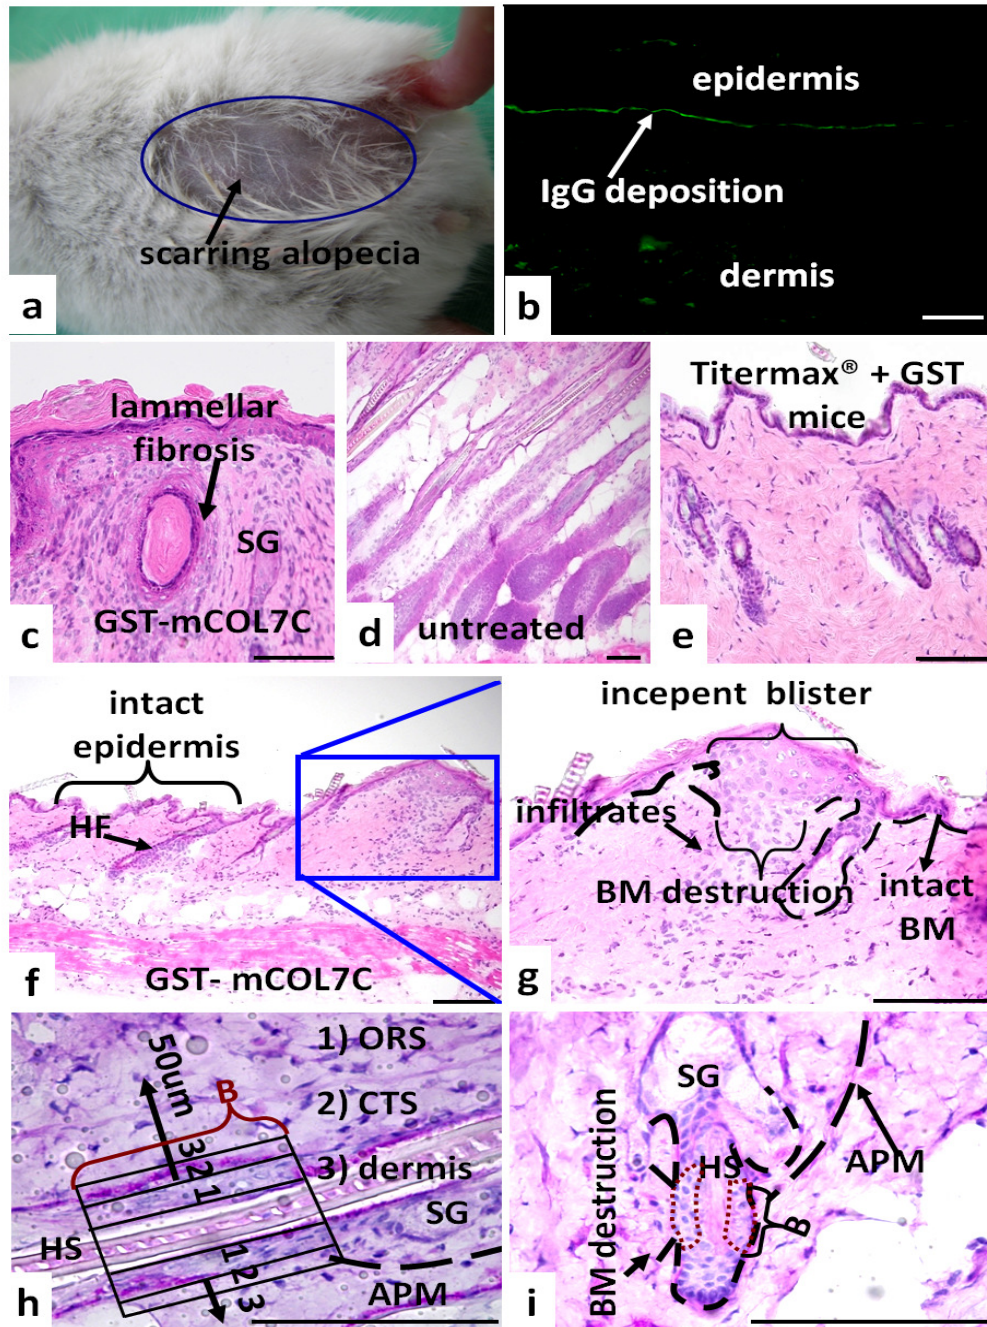 scarring alopecia
a
epidermis
IgG deposition
dermis
b
lammellar
fibrosis
SG
GST-mCOL7C
c
untreated
d
Titermax® + GST
mice
e
intact
epidermis
HF
GST- mCOL7C
f
incepent blister
infiltrates
BM destruction
intact
BM
g
50um
B
1) ORS
2) CTS
3) dermis
3 2 1
SG
HS
1 2 3
APM
h
SG
BM destruction
HS
APM
B
i